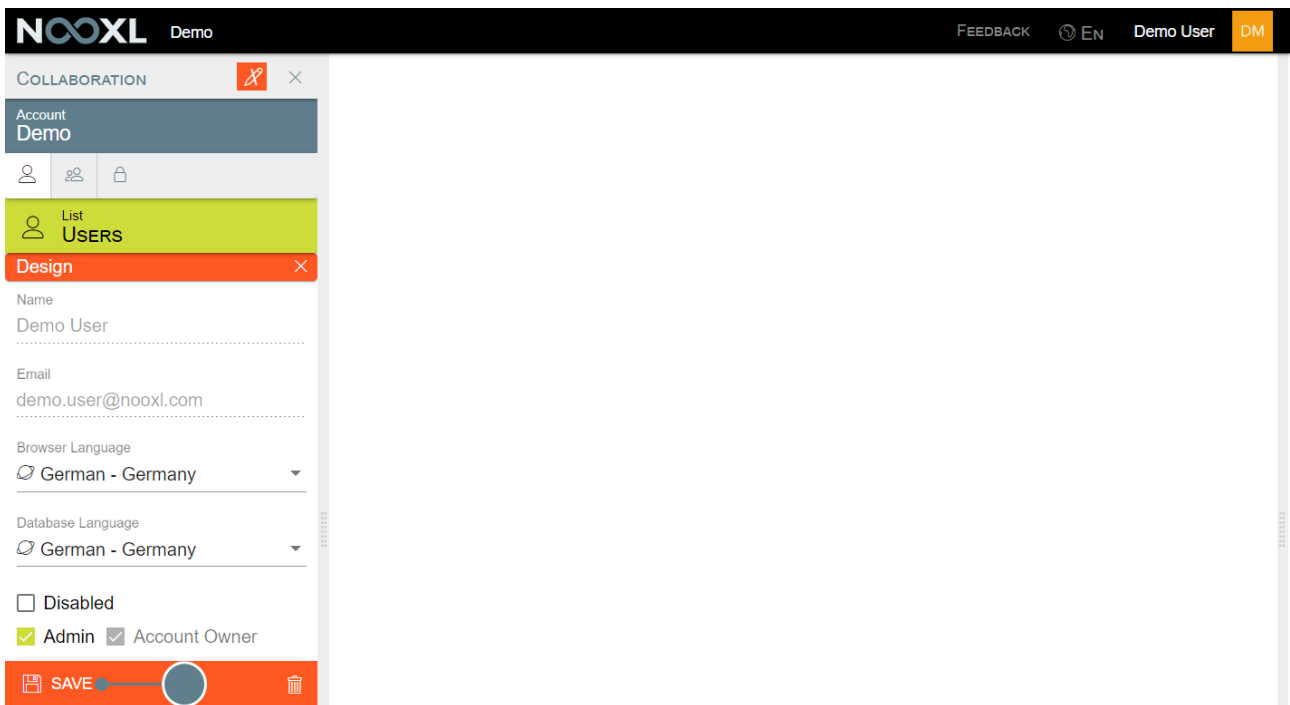 NOOXL Demo FEEDBACK EN Demo User DM
COLLABORATION
Account
Demo
List
USERS
Design
Name
Demo User
Email
demo.user@nooxl.com
Browser Language
German - Germany
Database Language
German - Germany
Disabled
Admin Account Owner
SAVE